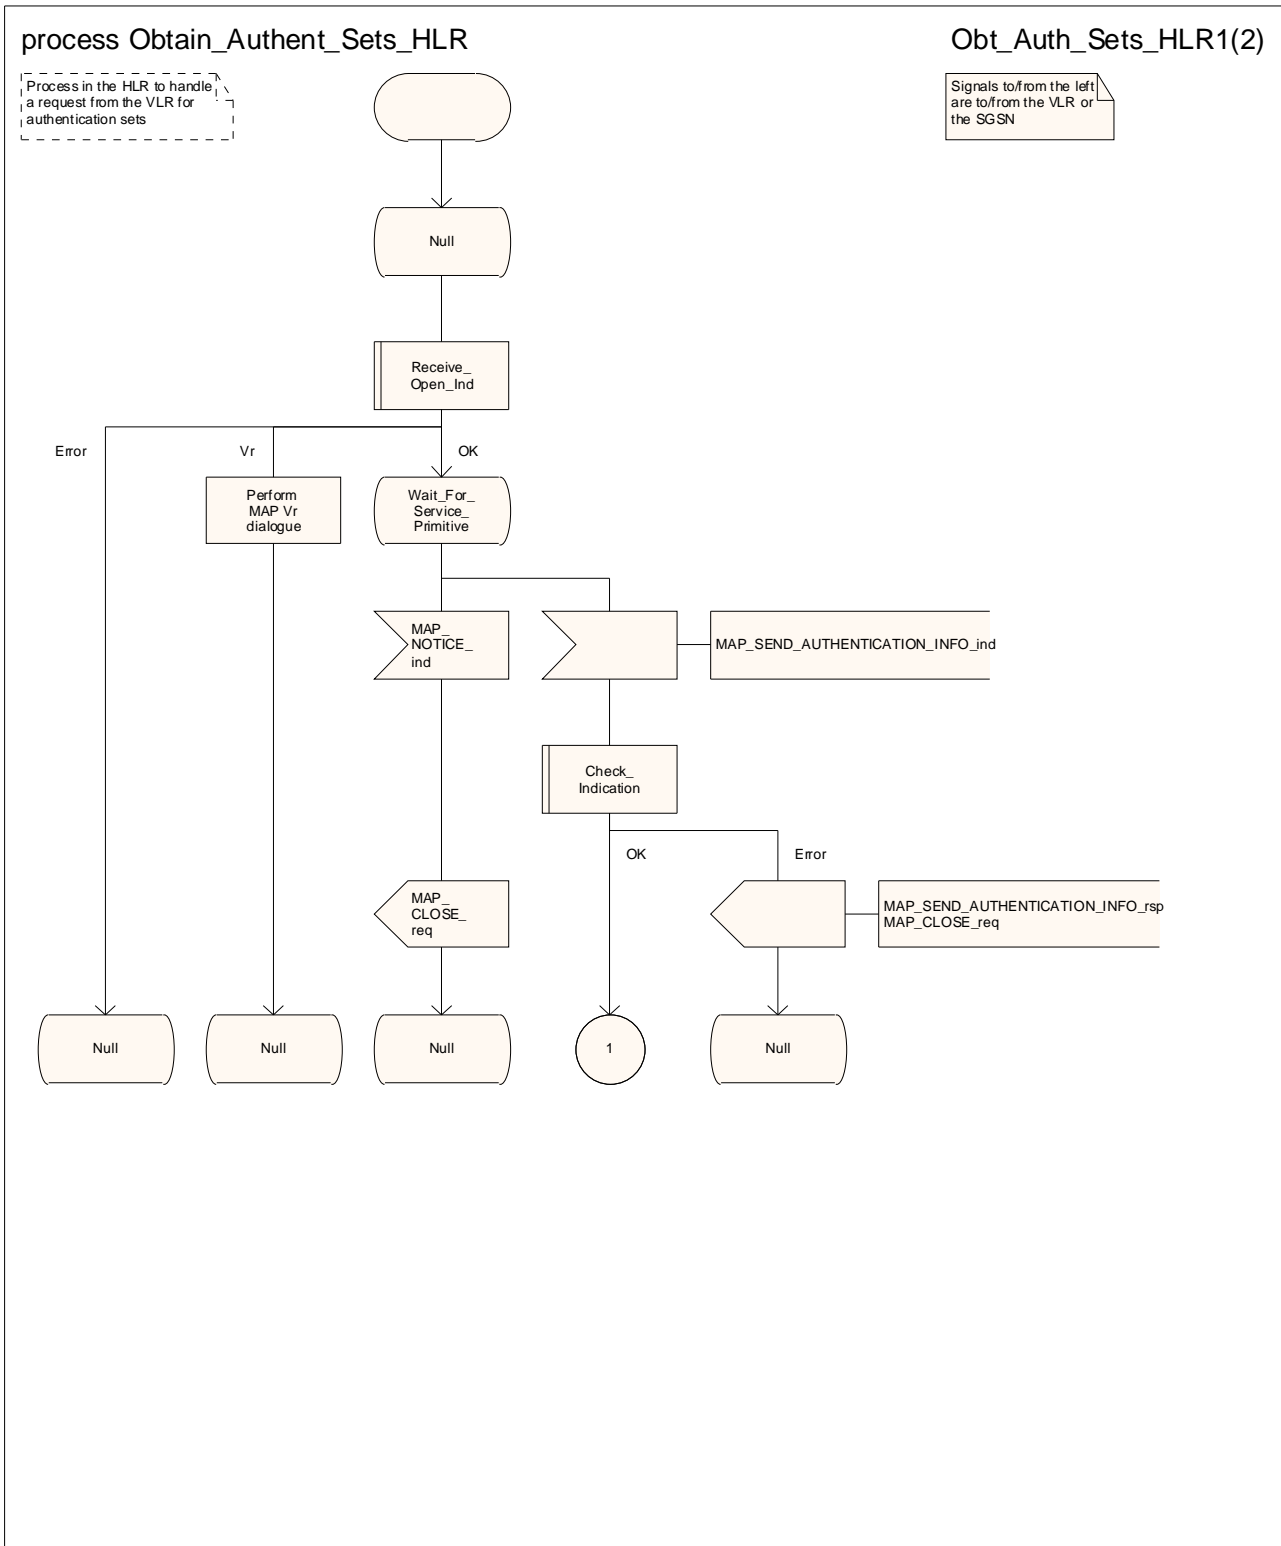 process Obtain_Authent_Sets_HLR
Obt_Auth_Sets_HLR1(2)
Process in the HLR to handle
a request from the VLR for
authentication sets
Signals to/from the left
are to/from the VLR or
the SGSN
Null
Receive_
Open_Ind
Error
Vr
OK
Perform
MAP Vr
dialogue
Wait_For_
Service_
Primitive
MAP_
NOTICE_
ind
MAP_SEND_AUTHENTICATION_INFO_ind
Check_
Indication
OK
Error
MAP_
CLOSE_
req
MAP_SEND_AUTHENTICATION_INFO_rsp
MAP_CLOSE_req
Null
Null
Null
1
Null